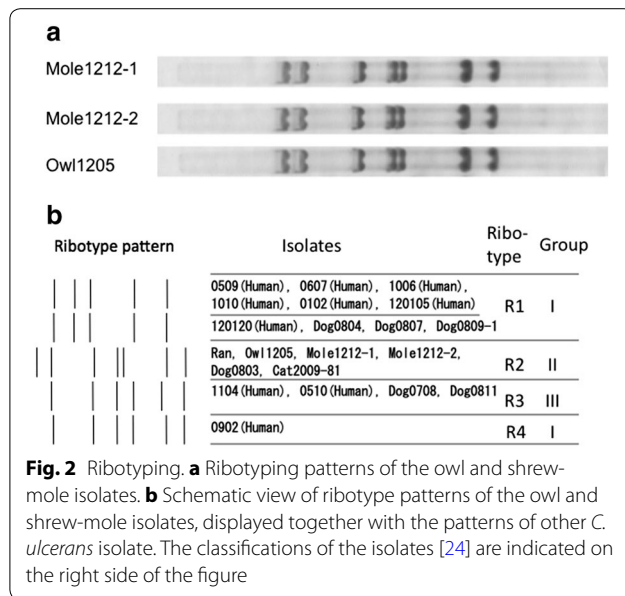 a
Mole1212-1
Mole1212-2
Owl1205
b
Ribotype pattern
Isolates
Ribo-
type
Group
0509(Human), 0607(Human), 1006(Human),
1010(Human), 0102(Human), 120105(Human)
R1
I
120120(Human), Dog0804, Dog0807, Dog0809-1
Ran, Owl1205, Mole1212-1, Mole1212-2,
Dog0803, Cat2009-81
R2
II
1104(Human), 0510(Human), Dog0708, Dog0811
R3
III
0902(Human)
R4
I
Fig. 2 Ribotyping. a Ribotyping patterns of the owl and shrew-
mole isolates. b Schematic view of ribotype patterns of the owl and
shrew-mole isolates, displayed together with the patterns of other C.
ulcerans isolate. The classifications of the isolates [24] are indicated on
the right side of the figure